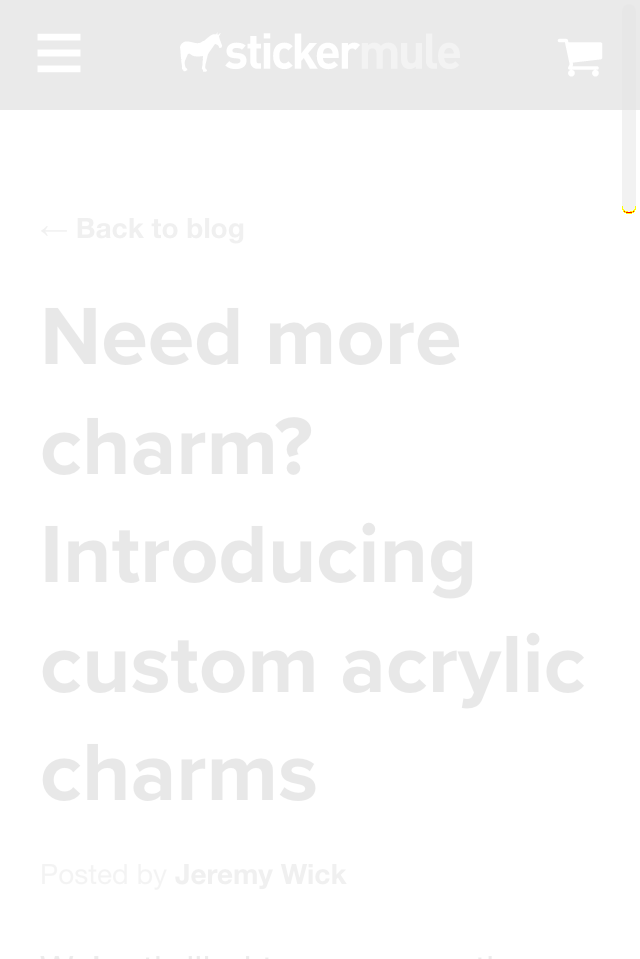 stickermule
← Back to blog
Need more
charm?
Introducing
custom acrylic
charms
Posted by Jeremy Wick